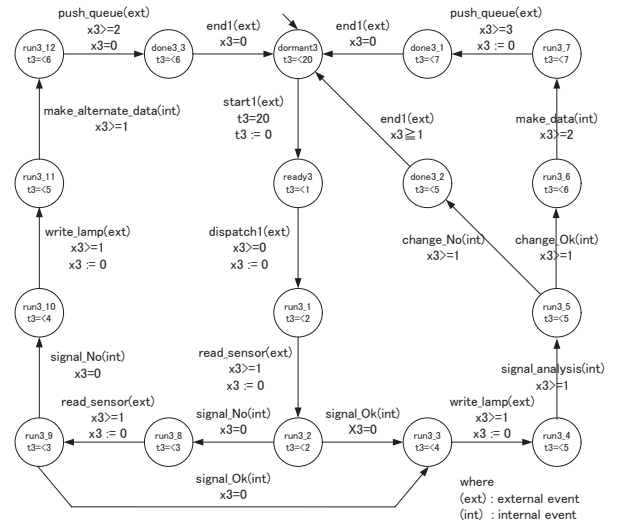 push_queue(ext)
x3>=2
x3=0
end1(ext)
x3=0
end1(ext)
x3=0
push_queue(ext)
x3>=3
x3 := 0
run3_12
t3=<6
done3_3
t3=<6
dormant3
t3=<20
done3_1
t3=<7
run3_7
t3=<7
make_alternate_data(int)
x3>=1
start1(ext)
t3=20
t3 := 0
end1(ext)
x3≧1
make_data(int)
x3>=2
run3_11
t3=<5
ready3
t3=<1
done3_2
t3=<5
run3_6
t3=<6
write_lamp(ext)
x3>=1
x3 := 0
dispatch1(ext)
x3>=0
x3 := 0
change_No(int)
x3>=1
change_Ok(int)
x3>=1
run3_10
t3=<4
run3_1
t3=<2
run3_5
t3=<5
signal_No(int)
x3=0
read_sensor(ext)
x3>=1
x3 := 0
signal_analysis(int)
x3>=1
read_sensor(ext)
x3>=1
x3 := 0
signal_No(int)
x3=0
signal_Ok(int)
X3=0
write_lamp(ext)
x3>=1
x3 := 0
run3_9
t3=<3
run3_8
t3=<3
run3_2
t3=<2
run3_3
t3=<4
run3_4
t3=<5
signal_Ok(int)
x3=0
where
(ext) : external event
(int) : internal event